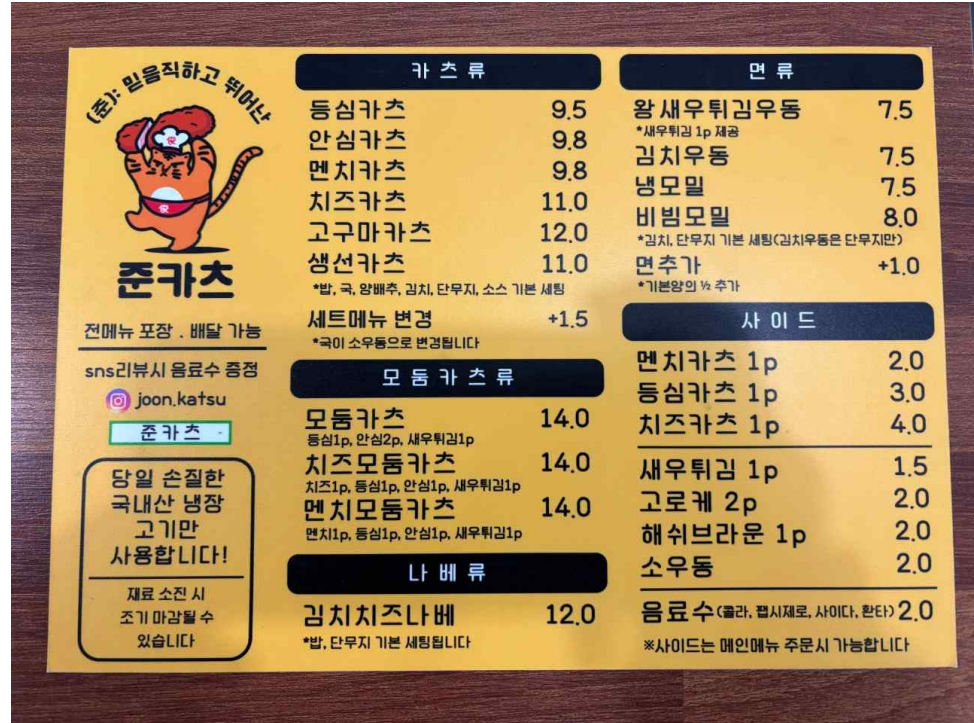 (준): 믿음직하고 뛰어난
준카츠
전메뉴 포장 . 배달 가능
sns리뷰시 음료수 증정
joon.katsu
준카츠
당일 손질한
국내산 냉장
고기만
사용합니다!
재료 소진 시
조기 마감될 수
있습니다
카츠류
등심카츠 9.5
안심카츠 9.8
멘치카츠 9.8
치즈카츠 11.0
고구마카츠 12.0
생선카츠 11.0
*밥, 국, 양배추, 김치, 단무지, 소스 기본 세팅
세트메뉴 변경 +1.5
*국이 소우동으로 변경됩니다
모둠카츠류
모둠카츠 14.0
등심1p, 안심2p, 새우튀김1p
치즈모둠카츠 14.0
치즈1p, 등심1p, 안심1p, 새우튀김1p
멘치모둠카츠 14.0
멘치1p, 등심1p, 안심1p, 새우튀김1p
나베류
김치치즈나베 12.0
*밥, 단무지 기본 세팅됩니다
면류
왕새우튀김우동 7.5
*새우튀김 1p 제공
김치우동 7.5
냉모밀 7.5
비빔모밀 8.0
*김치, 단무지 기본 세팅(김치우동은 단무지만)
면추가 +1.0
*기본양의 ½ 추가
사이드
멘치카츠 1p 2.0
등심카츠 1p 3.0
치즈카츠 1p 4.0
새우튀김 1p 1.5
고로케 2p 2.0
해쉬브라운 1p 2.0
소우동 2.0
음료수(콜라, 펩시제로, 사이다, 환타) 2.0
※사이드는 메인메뉴 주문시 가능합니다